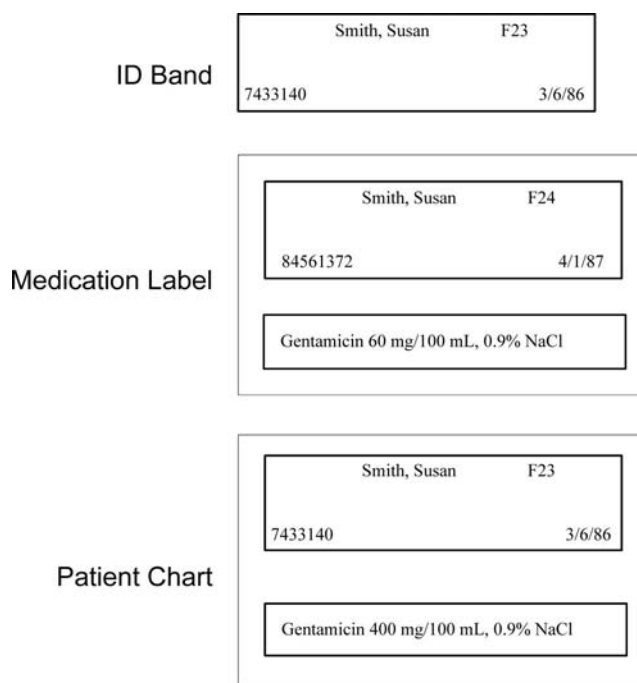 Smith, Susan F23
ID Band
7433140 3/6/86
Smith, Susan F24
84561372 4/1/87
Medication Label
Gentamicin 60 mg/100 mL, 0.9% NaCl
Smith, Susan F23
7433140 3/6/86
Patient Chart
Gentamicin 400 mg/100 mL, 0.9% NaCl